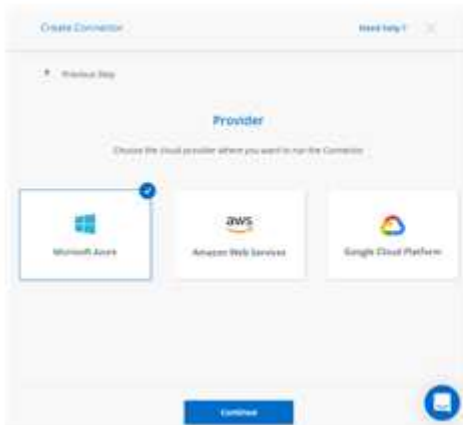 Create Connector
Need help?
Previous Step
Provider
Choose the cloud provider where you want to run the Connector
Microsoft Azure
aws
Amazon Web Services
Google Cloud Platform
Continue